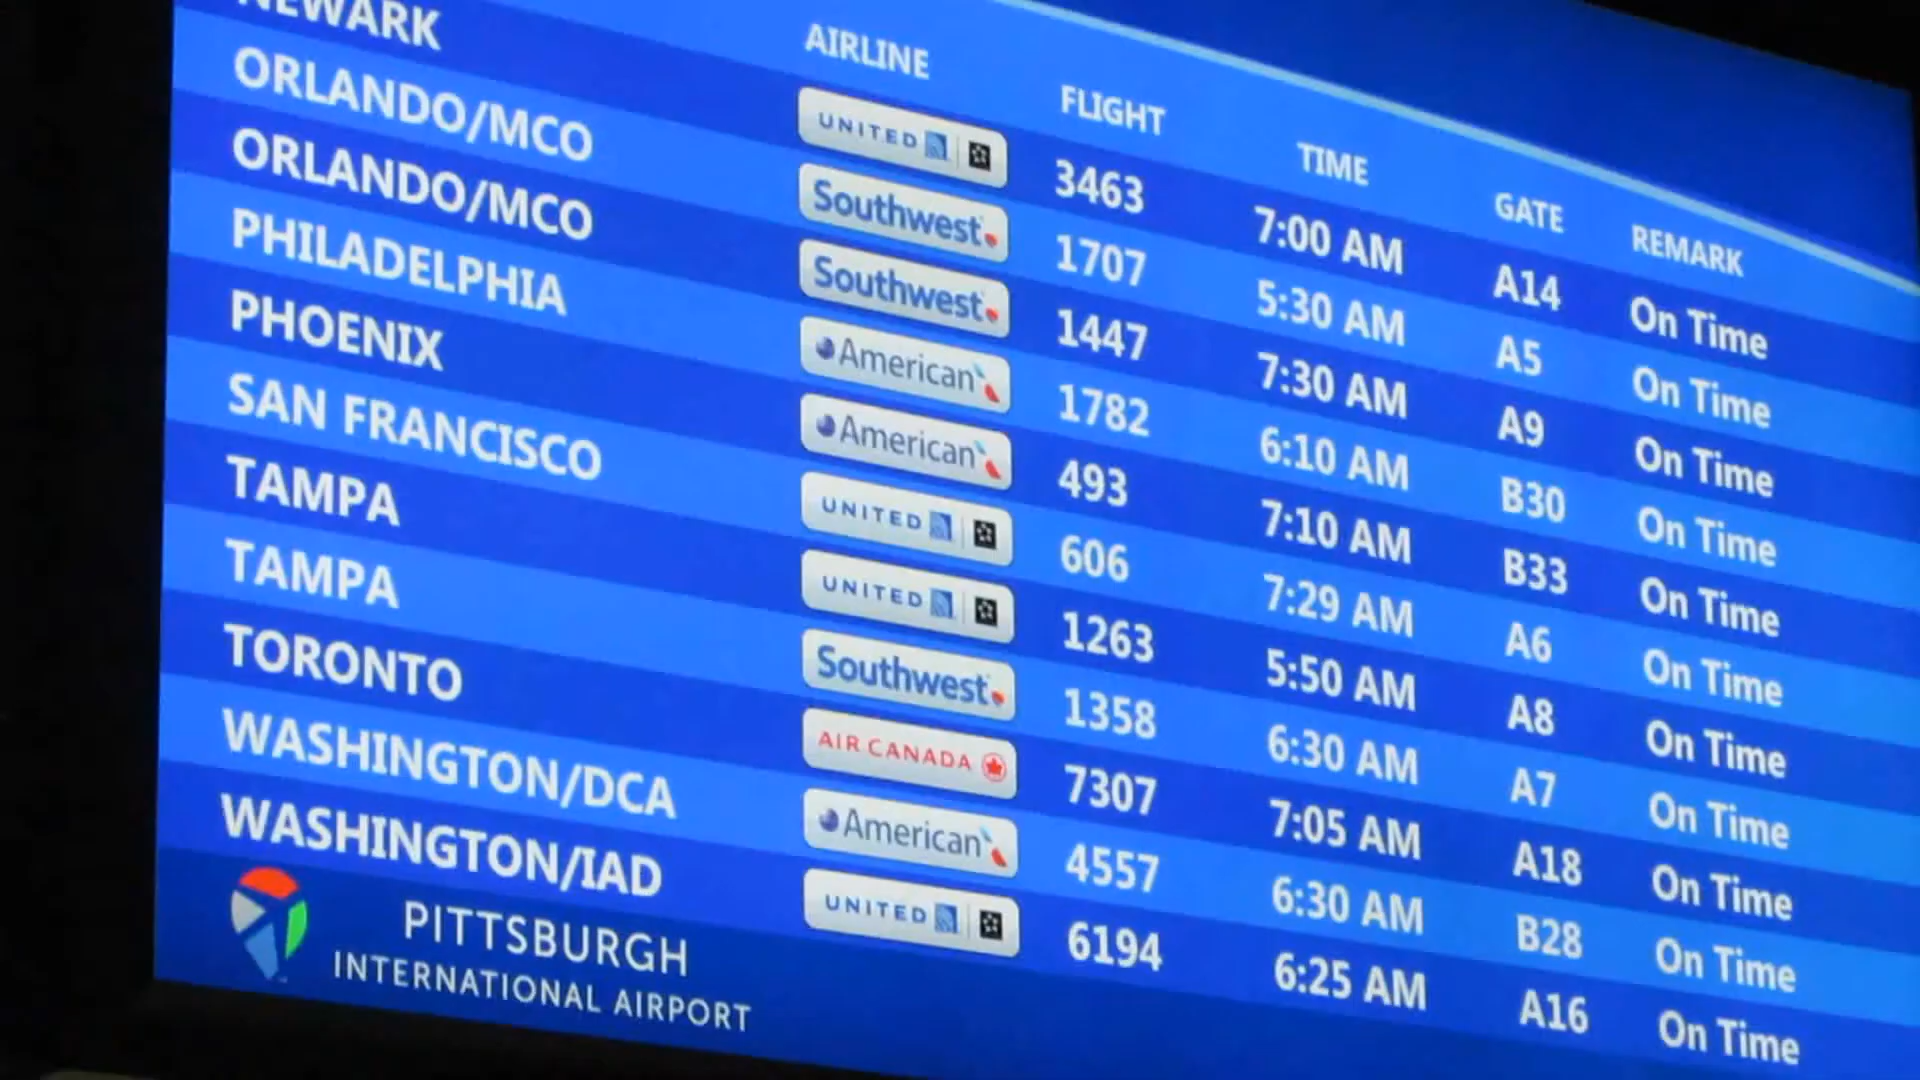 AIRLINE FLIGHT TIME GATE REMARK
NEWARK UNITED 3463 7:00 AM A14 On Time
ORLANDO/MCO Southwest 1707 5:30 AM A5 On Time
ORLANDO/MCO Southwest 1447 7:30 AM A9 On Time
PHILADELPHIA American 1782 6:10 AM B30 On Time
PHOENIX American 493 7:10 AM B33 On Time
SAN FRANCISCO UNITED 606 7:29 AM A6 On Time
TAMPA UNITED 1263 5:50 AM A8 On Time
TAMPA Southwest 1358 6:30 AM A7 On Time
TORONTO AIR CANADA 7307 7:05 AM A18 On Time
WASHINGTON/DCA American 4557 6:30 AM B28 On Time
WASHINGTON/IAD UNITED 6194 6:25 AM A16 On Time
PITTSBURGH
INTERNATIONAL AIRPORT